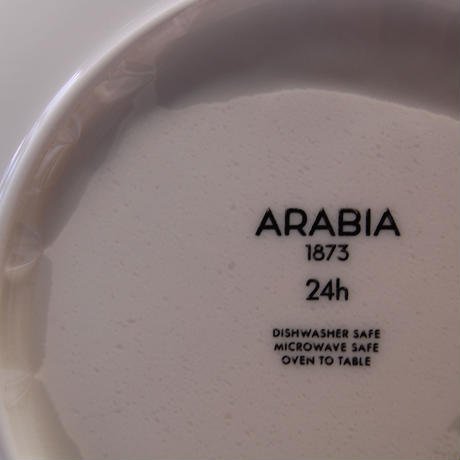 ARABIA
1873
24h
DISHWASHER SAFE
MICROWAVE SAFE
OVEN TO TABLE